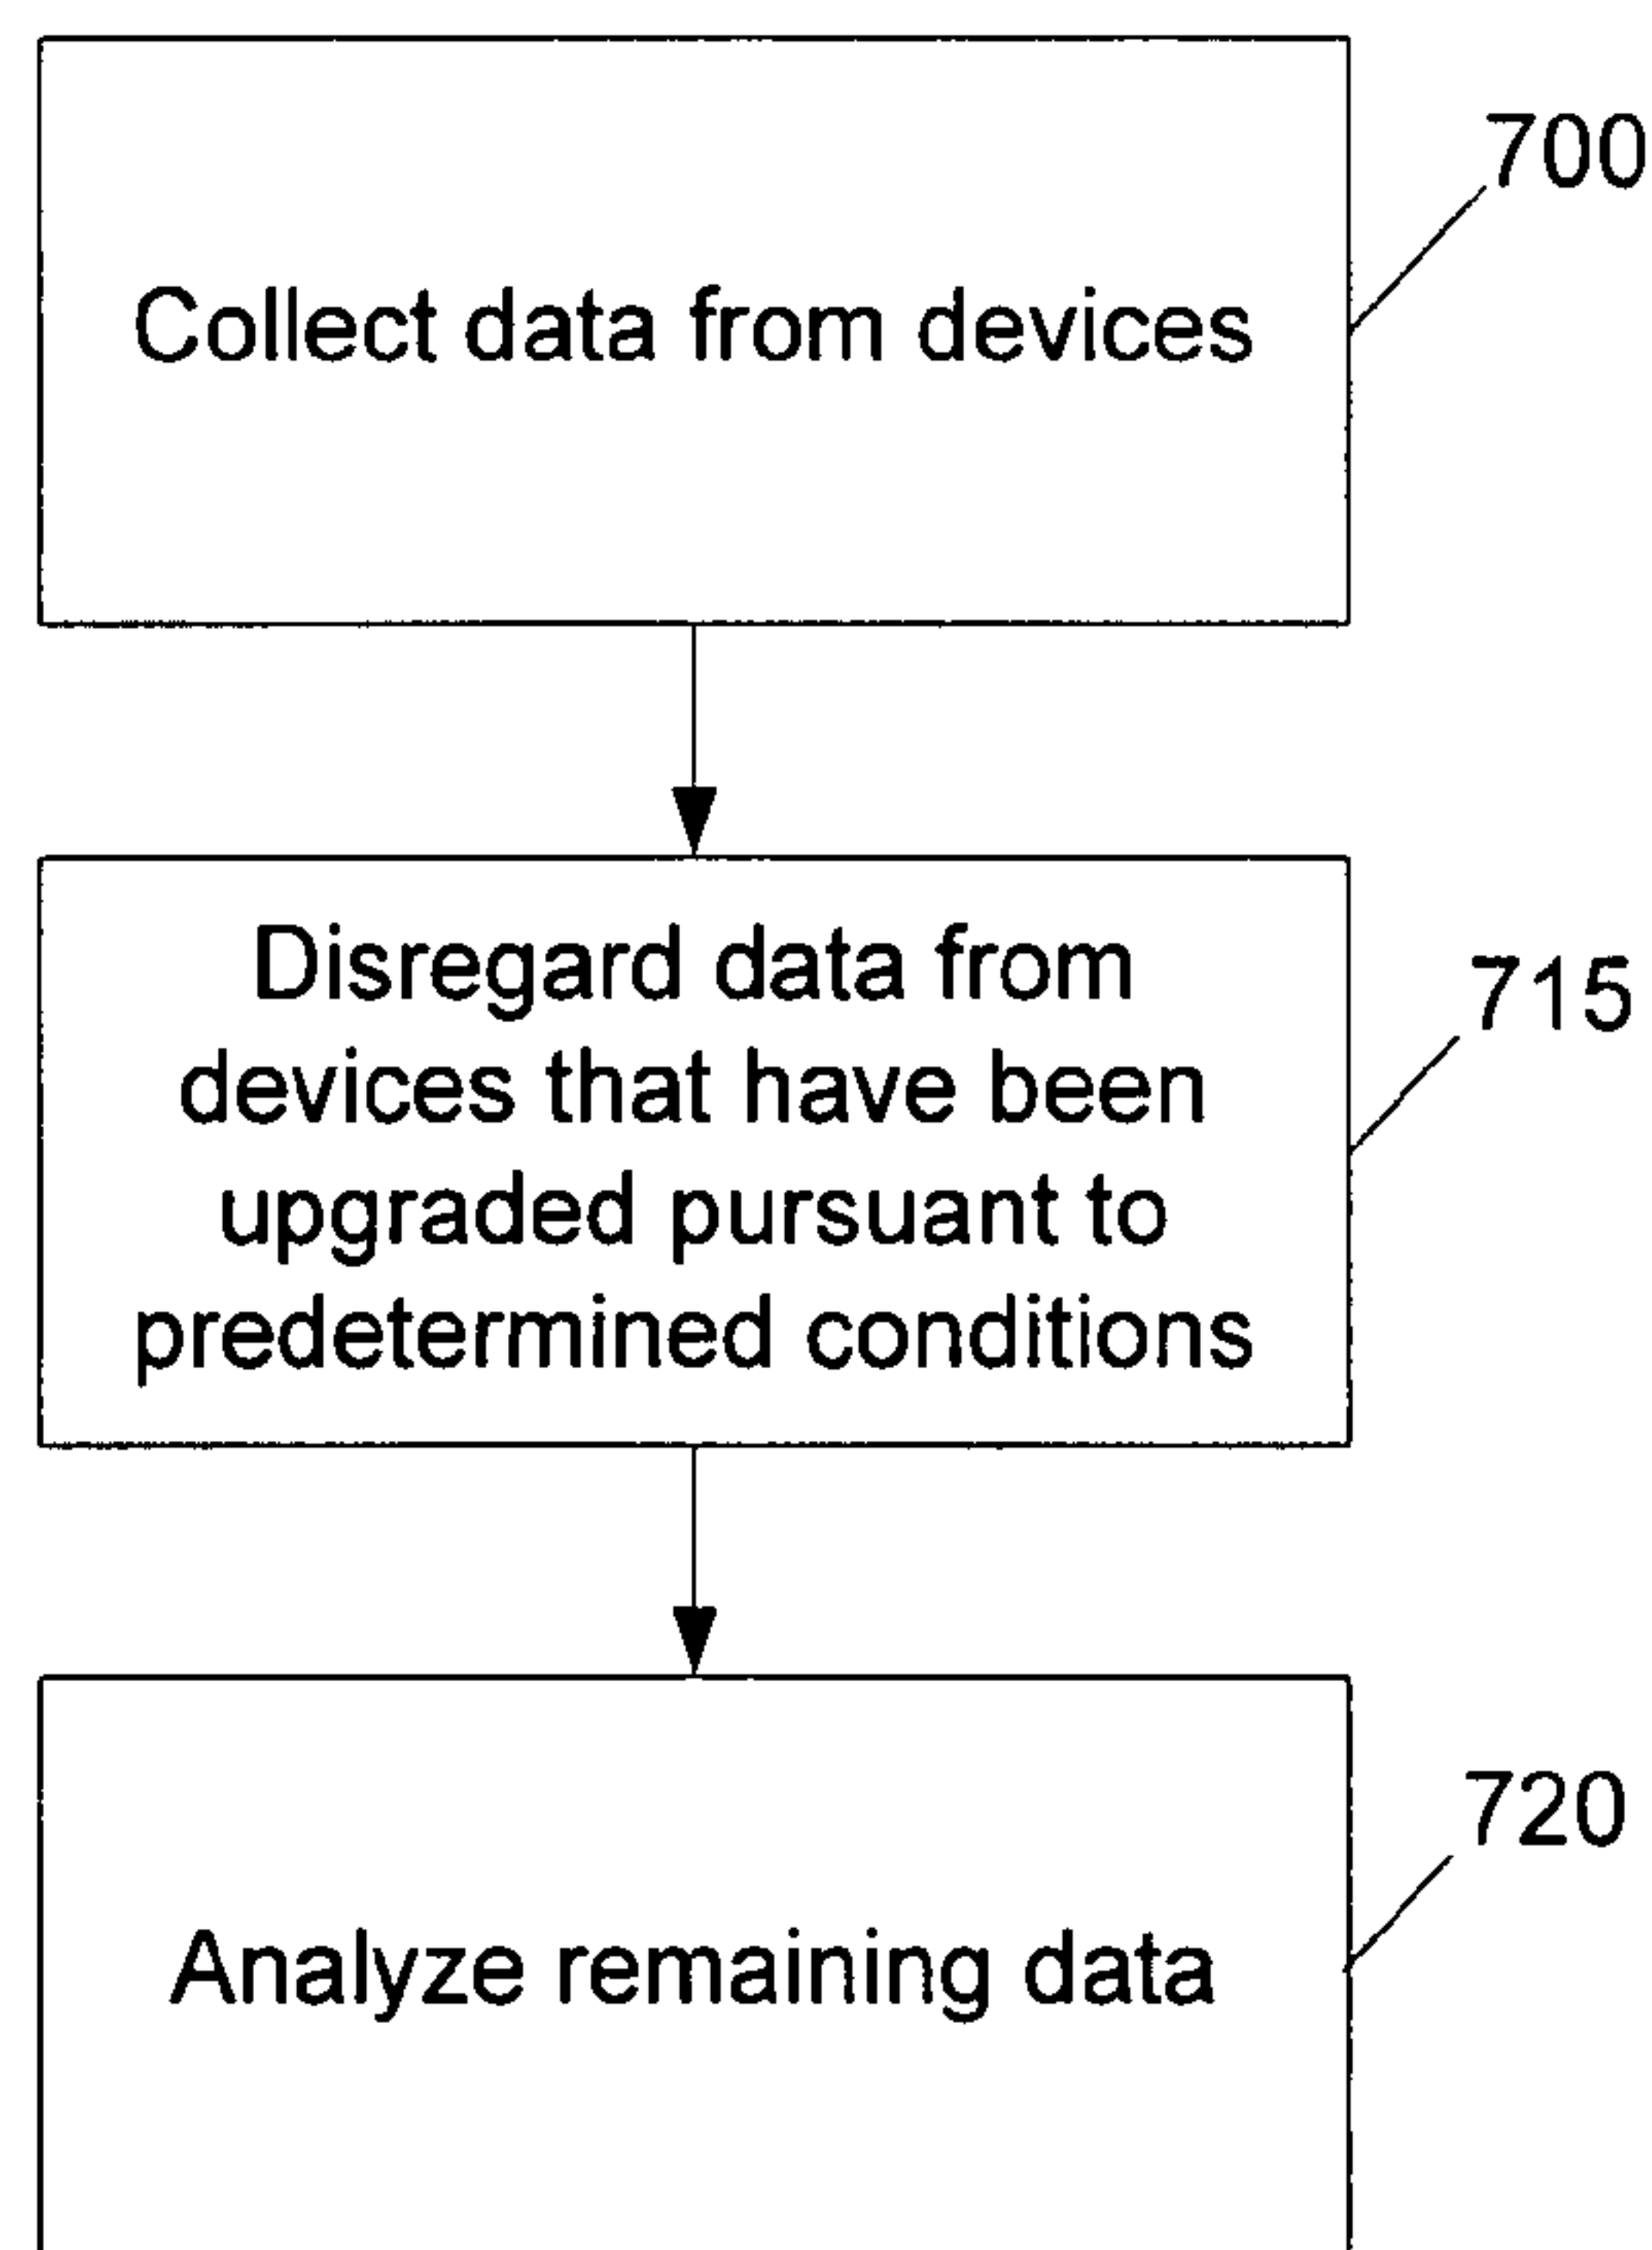 700
Collect data from devices
Disregard data from
715
devices that have been
upgraded pursuant to
predetermined conditions
720
Analyze remaining data